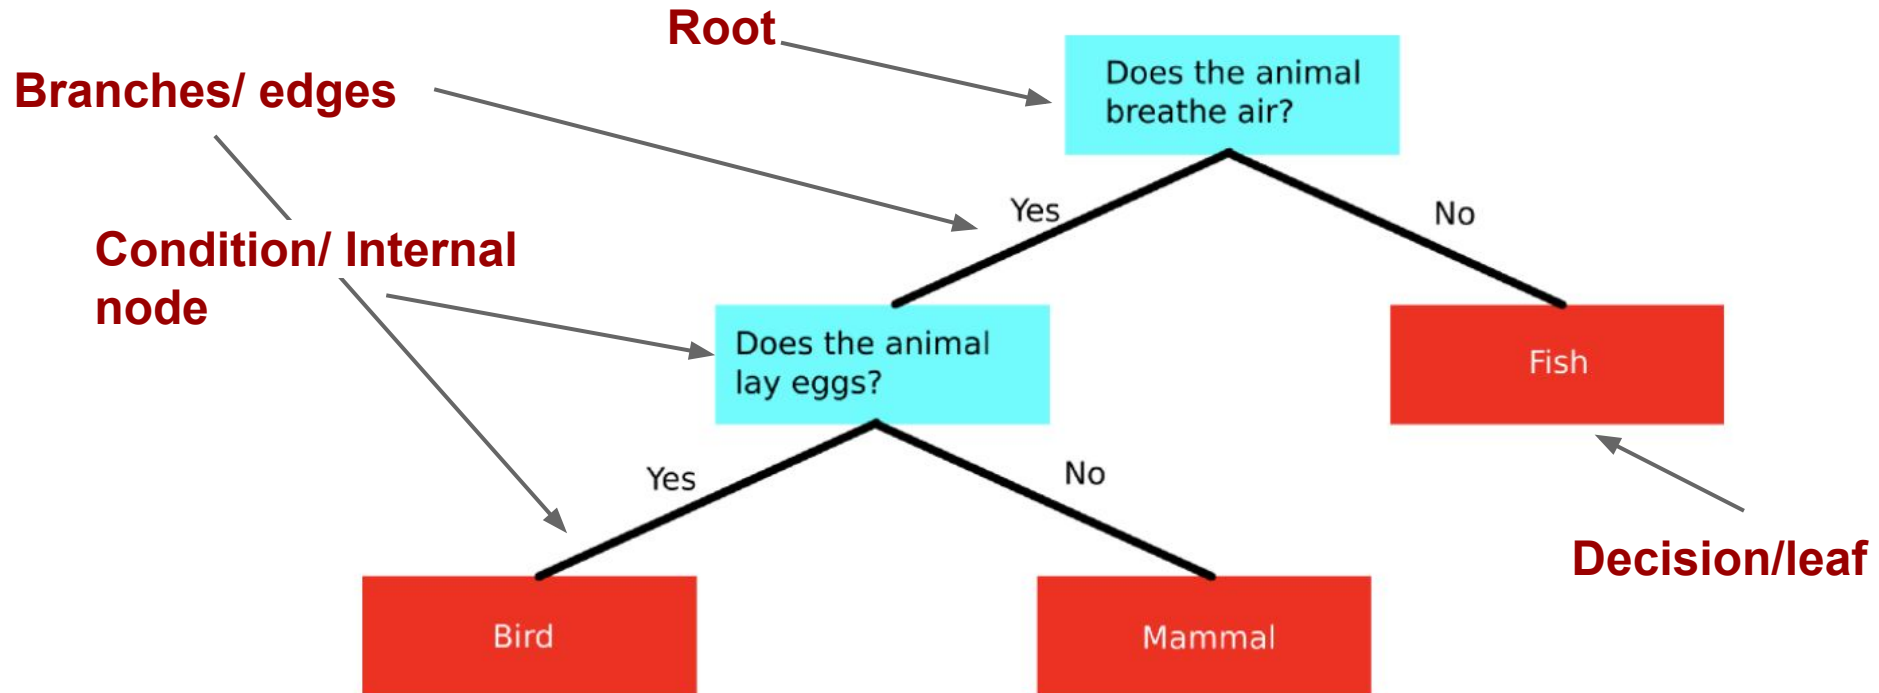 Root
Does the animal
breathe air?
Branches/ edges
Yes
No
Condition/ Internal
node
Does the animal
lay eggs?
Fish
Yes
No
Decision/leaf
Bird
Mammal